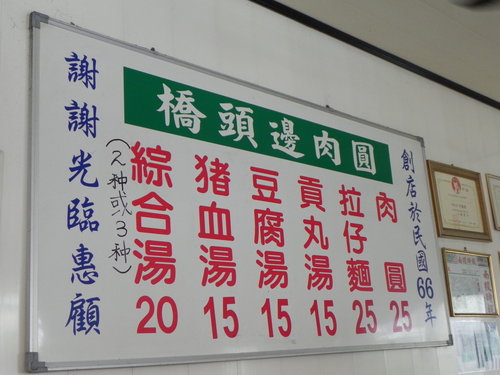 橋頭邊肉圓
創店於民國66年
肉圓 25
拉仔麵 25
貢丸湯 15
豆腐湯 15
猪血湯 15
綜合湯 20
(2种或3种)
謝謝光臨惠顧